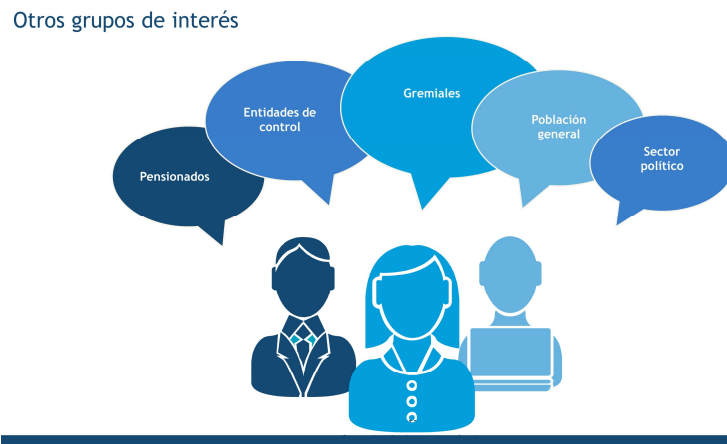 Otros grupos de interés
Pensionados
Entidades de
control
Gremiales
Población
general
Sector
político